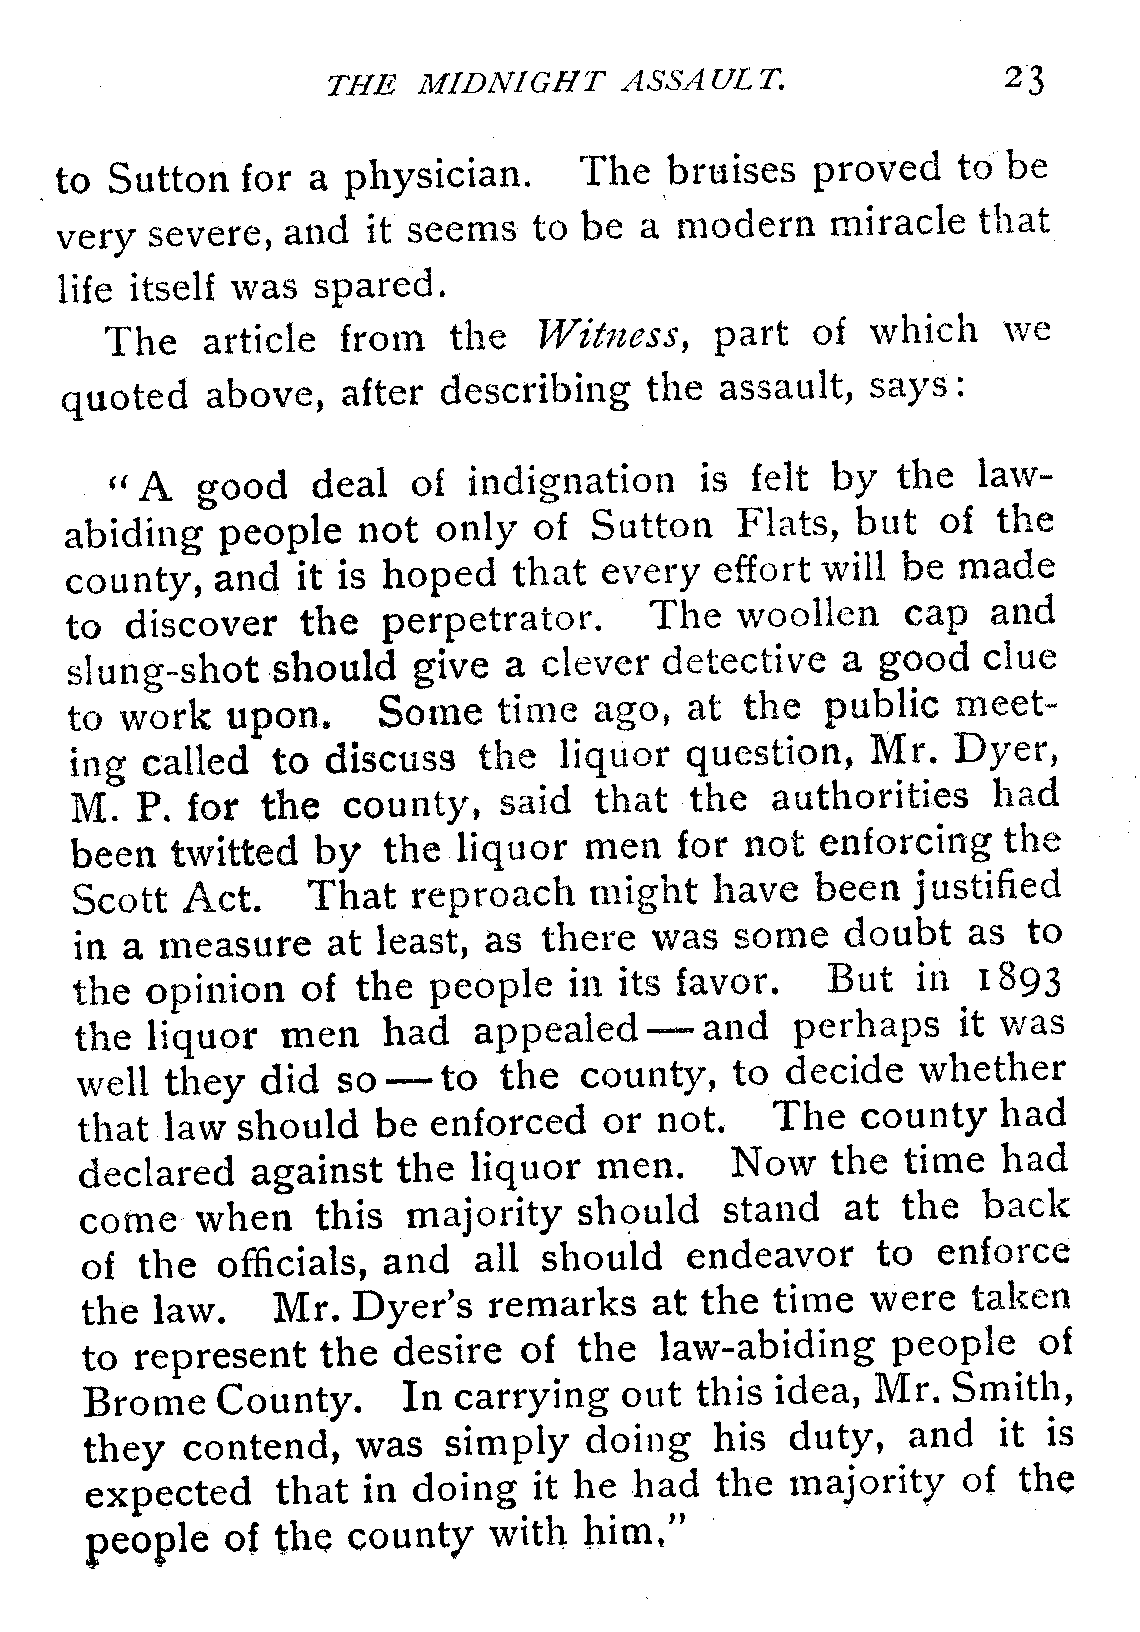 THE MIDNIGHT ASSAULT. 23
to Sutton for a physician. The bruises proved to be
very severe, and it seems to be a modern miracle that
life itself was spared.
The article from the Witness, part of which we
quoted above, after describing the assault, says:
"A good deal of indignation is felt by the law-
abiding people not only of Sutton Flats, but of the
county, and it is hoped that every effort will be made
to discover the perpetrator. The woollen cap and
slung-shot should give a clever detective a good clue
to work upon. Some time ago, at the public meet-
ing called to discuss the liquor question, Mr. Dyer,
M. P. for the county, said that the authorities had
been twitted by the liquor men for not enforcing the
Scott Act. That reproach might have been justified
in a measure at least, as there was some doubt as to
the opinion of the people in its favor. But in 1893
the liquor men had appealed—and perhaps it was
well they did so—to the county, to decide whether
that law should be enforced or not. The county had
declared against the liquor men. Now the time had
come when this majority should stand at the back
of the officials, and all should endeavor to enforce
the law. Mr. Dyer's remarks at the time were taken
to represent the desire of the law-abiding people of
Brome County. In carrying out this idea, Mr. Smith,
they contend, was simply doing his duty, and it is
expected that in doing it he had the majority of the
people of the county with him."